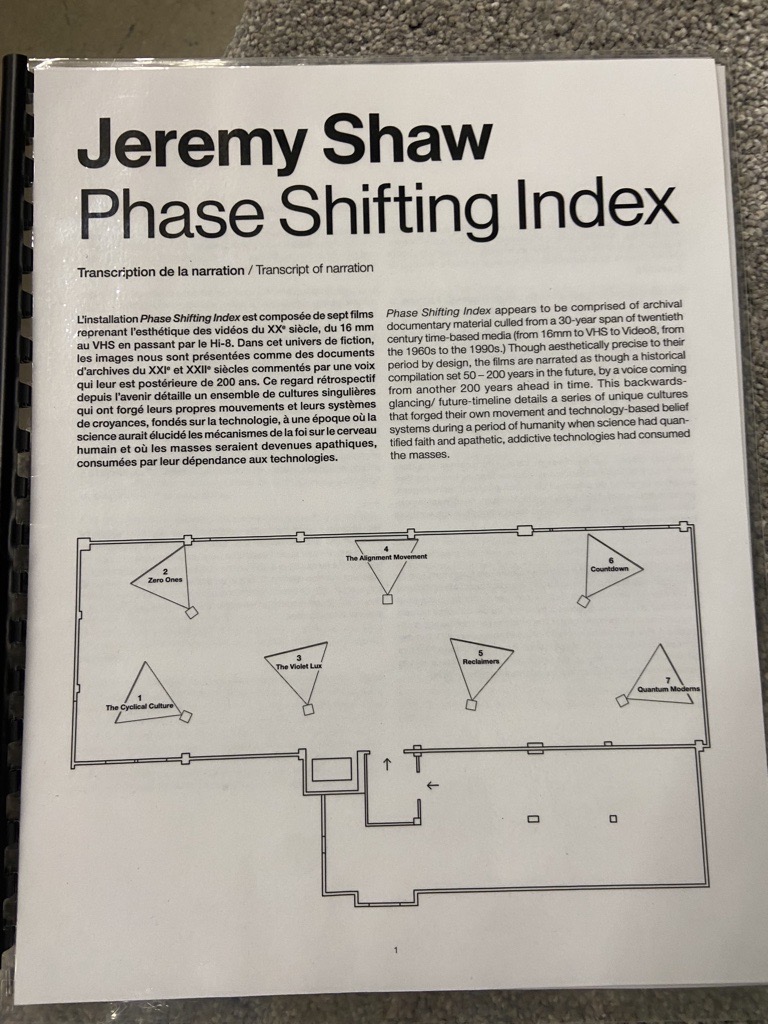 Jeremy Shaw
Phase Shifting Index
Transcription de la narration / Transcript of narration
L'installation Phase Shifting Index est composée de sept films
reprenant l'esthétique des vidéos du XXe siècle, du 16 mm
au VHS en passant par le Hi-8. Dans cet univers de fiction,
les images nous sont présentées comme des documents
d'archives du XXIe et XXIIe siècles commentés par une voix
qui leur est postérieure de 200 ans. Ce regard rétrospectif
depuis l'avenir détaille un ensemble de cultures singulières
qui ont forgé leurs propres mouvements et leurs systèmes
de croyances, fondés sur la technologie, à une époque où la
science aurait élucidé les mécanismes de la foi sur le cerveau
humain et où les masses seraient devenues apathiques,
consumées par leur dépendance aux technologies.
Phase Shifting Index appears to be comprised of archival
documentary material culled from a 30-year span of twentieth
century time-based media (from 16mm to VHS to Video8, from
the 1960s to the 1990s.) Though aesthetically precise to their
period by design, the films are narrated as though a historical
compilation set 50 – 200 years in the future, by a voice coming
from another 200 years ahead in time. This backwards-
glancing/ future-timeline details a series of unique cultures
that forged their own movement and technology-based belief
systems during a period of humanity when science had quan-
tified faith and apathetic, addictive technologies had consumed
the masses.
4
The Alignment Movement
2
Zero Ones
6
Countdown
3
The Violet Lux
5
Reclaimers
1
The Cyclical Culture
7
Quantum Moderns
1